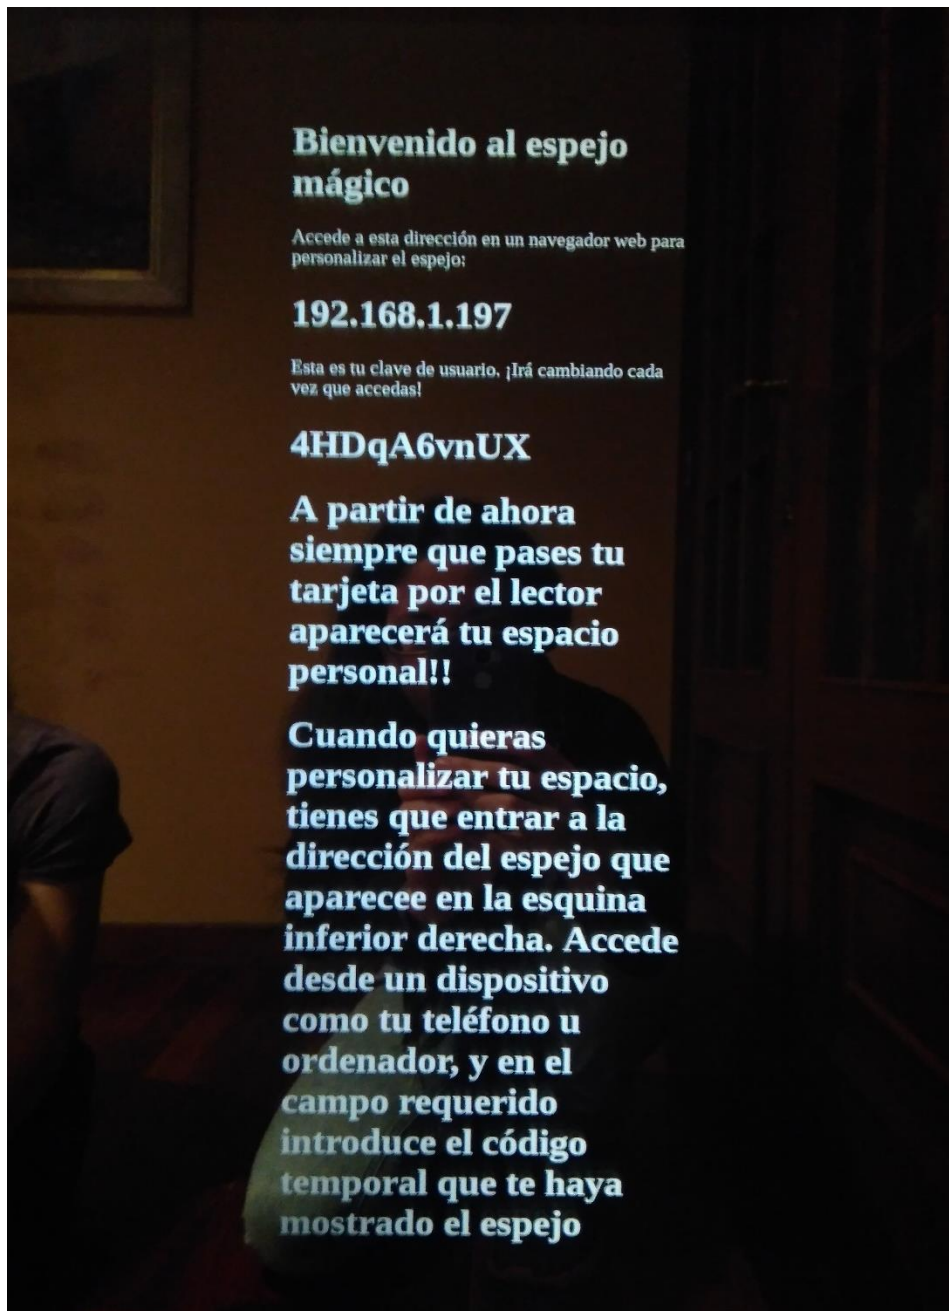 Bienvenido al espejo
mágico
Accede a esta dirección en un navegador web para
personalizar el espejo:
192.168.1.197
Esta es tu clave de usuario. ¡Irá cambiando cada
vez que accedas!
4HDqA6vnUX
A partir de ahora
siempre que pases tu
tarjeta por el lector
aparecerá tu espacio
personal!!
Cuando quieras
personalizar tu espacio,
tienes que entrar a la
dirección del espejo que
aparecee en la esquina
inferior derecha. Accede
desde un dispositivo
como tu teléfono u
ordenador, y en el
campo requerido
introduce el código
temporal que te haya
mostrado el espejo